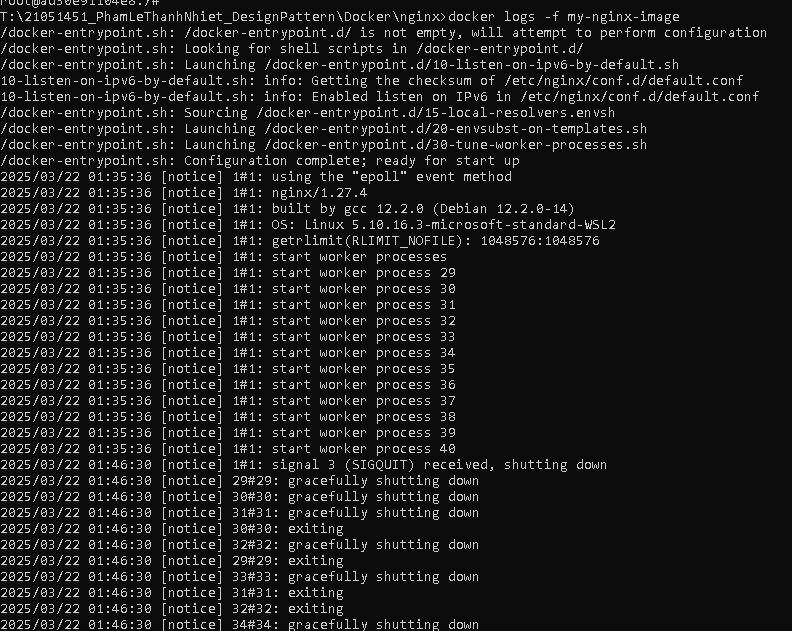 root@ad30e91104e8:/#
T:\21051451_PhamLeThanhNhiet_DesignPattern\Docker\nginx>docker logs -f my-nginx-image
/docker-entrypoint.sh: /docker-entrypoint.d/ is not empty, will attempt to perform configuration
/docker-entrypoint.sh: Looking for shell scripts in /docker-entrypoint.d/
/docker-entrypoint.sh: Launching /docker-entrypoint.d/10-listen-on-ipv6-by-default.sh
10-listen-on-ipv6-by-default.sh: info: Getting the checksum of /etc/nginx/conf.d/default.conf
10-listen-on-ipv6-by-default.sh: info: Enabled listen on IPv6 in /etc/nginx/conf.d/default.conf
/docker-entrypoint.sh: Sourcing /docker-entrypoint.d/15-local-resolvers.envsh
/docker-entrypoint.sh: Launching /docker-entrypoint.d/20-envsubst-on-templates.sh
/docker-entrypoint.sh: Launching /docker-entrypoint.d/30-tune-worker-processes.sh
/docker-entrypoint.sh: Configuration complete; ready for start up
2025/03/22 01:35:36 [notice] 1#1: using the "epoll" event method
2025/03/22 01:35:36 [notice] 1#1: nginx/1.27.4
2025/03/22 01:35:36 [notice] 1#1: built by gcc 12.2.0 (Debian 12.2.0-14)
2025/03/22 01:35:36 [notice] 1#1: OS: Linux 5.10.16.3-microsoft-standard-WSL2
2025/03/22 01:35:36 [notice] 1#1: getrlimit(RLIMIT_NOFILE): 1048576:1048576
2025/03/22 01:35:36 [notice] 1#1: start worker processes
2025/03/22 01:35:36 [notice] 1#1: start worker process 29
2025/03/22 01:35:36 [notice] 1#1: start worker process 30
2025/03/22 01:35:36 [notice] 1#1: start worker process 31
2025/03/22 01:35:36 [notice] 1#1: start worker process 32
2025/03/22 01:35:36 [notice] 1#1: start worker process 33
2025/03/22 01:35:36 [notice] 1#1: start worker process 34
2025/03/22 01:35:36 [notice] 1#1: start worker process 35
2025/03/22 01:35:36 [notice] 1#1: start worker process 36
2025/03/22 01:35:36 [notice] 1#1: start worker process 37
2025/03/22 01:35:36 [notice] 1#1: start worker process 38
2025/03/22 01:35:36 [notice] 1#1: start worker process 39
2025/03/22 01:35:36 [notice] 1#1: start worker process 40
2025/03/22 01:46:30 [notice] 1#1: signal 3 (SIGQUIT) received, shutting down
2025/03/22 01:46:30 [notice] 29#29: gracefully shutting down
2025/03/22 01:46:30 [notice] 30#30: gracefully shutting down
2025/03/22 01:46:30 [notice] 31#31: gracefully shutting down
2025/03/22 01:46:30 [notice] 30#30: exiting
2025/03/22 01:46:30 [notice] 32#32: gracefully shutting down
2025/03/22 01:46:30 [notice] 29#29: exiting
2025/03/22 01:46:30 [notice] 33#33: gracefully shutting down
2025/03/22 01:46:30 [notice] 31#31: exiting
2025/03/22 01:46:30 [notice] 32#32: exiting
2025/03/22 01:46:30 [notice] 34#34: gracefully shutting down